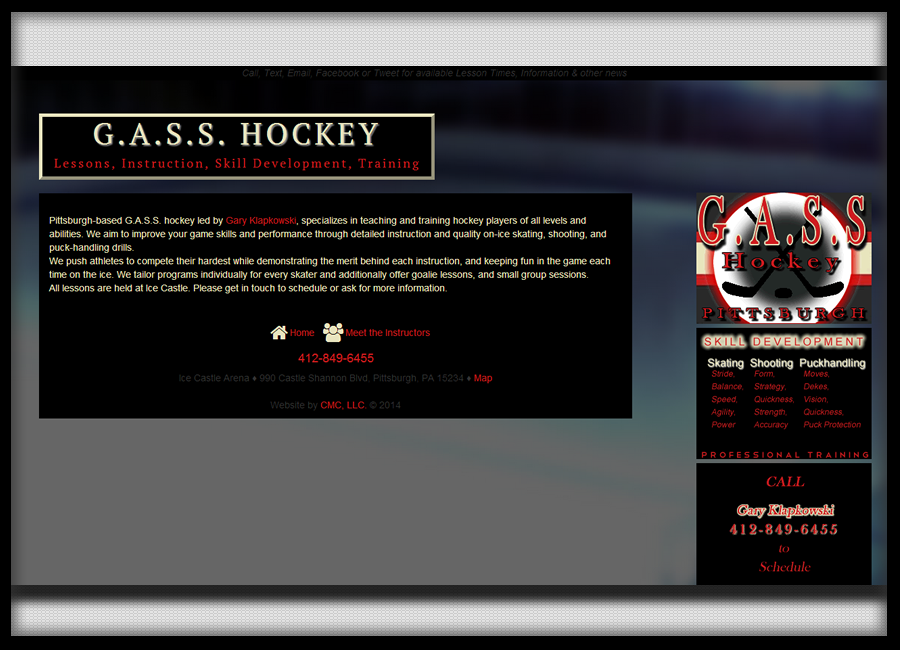 Call, Text, Email, Facebook or Tweet for available Lesson Times, Information & other news
G.A.S.S. HOCKEY
Lessons, Instruction, Skill Development, Training
Pittsburgh-based G.A.S.S. hockey led by Gary Klapkowski, specializes in teaching and training hockey players of all levels and
abilities. We aim to improve your game skills and performance through detailed instruction and quality on-ice skating, shooting, and
puck-handling drills.
We push athletes to compete their hardest while demonstrating the merit behind each instruction, and keeping fun in the game each
time on the ice. We tailor programs individually for every skater and additionally offer goalie lessons, and small group sessions.
All lessons are held at Ice Castle. Please get in touch to schedule or ask for more information.
Home Meet the Instructors
412-849-6455
Ice Castle Arena ♦ 990 Castle Shannon Blvd, Pittsburgh, PA 15234 ♦ Map
Website by CMC, LLC. © 2014
G.A.S.S
Hockey
PITTSBURGH
SKILL DEVELOPMENT
Skating Shooting Puckhandling
Stride, Form, Moves,
Balance, Strategy, Dekes,
Speed, Quickness Vision,
Agility, Strength, Quickness,
Power Accuracy Puck Protection
PROFESSIONAL TRAINING
CALL
Gary Klapkowski
412-849-6455
to
Schedule